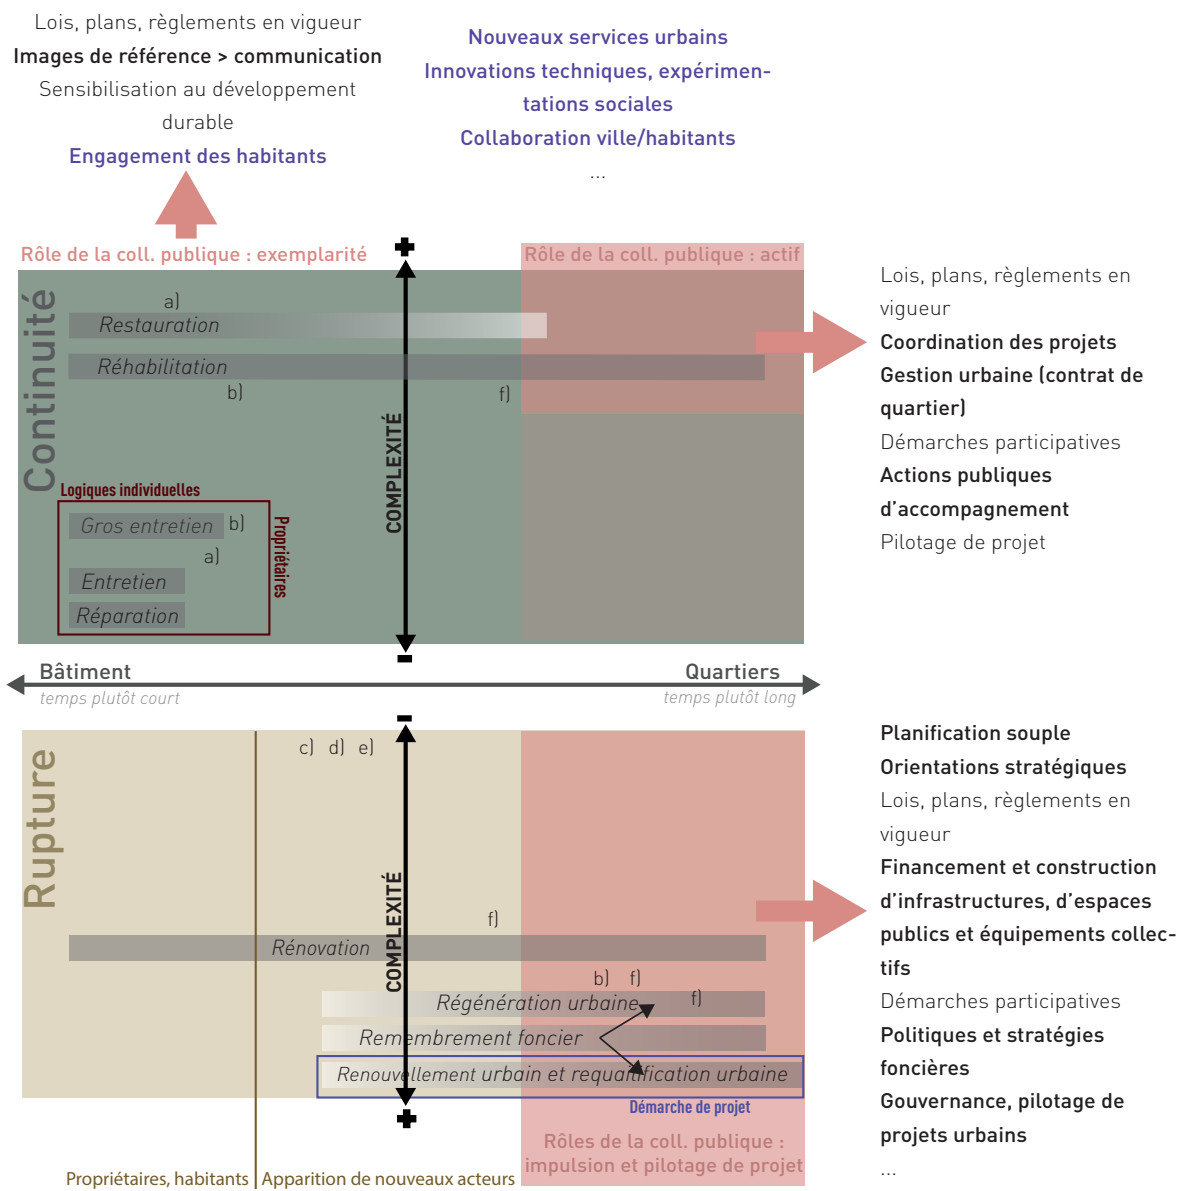 Lois, plans, règlements en vigueur
Images de référence > communication
Sensibilisation au développement
durable
Engagement des habitants
Nouveaux services urbains
Innovations techniques, expérimen-
tations sociales
Collaboration ville/habitants
...
Rôle de la coll. publique : exemplarité
Rôle de la coll. publique : actif
Continuité
a)
Restauration
Réhabilitation
b)
f)
COMPLEXITÉ
Logiques individuelles
Gros entretien
b)
a)
Entretien
Réparation
Propriétaires
Lois, plans, règlements en
vigueur
Coordination des projets
Gestion urbaine (contrat de
quartier)
Démarches participatives
Actions publiques
d’accompagnement
Pilotage de projet
Bâtiment
temps plutôt court
Quartiers
temps plutôt long
Rupture
c) d) e)
COMPLEXITÉ
f)
Rénovation
b) f)
f)
Régénération urbaine
Remembrement foncier
Renouvellement urbain et requalification urbaine
Démarche de projet
Rôles de la coll. publique :
impulsion et pilotage de projet
Propriétaires, habitants
Apparition de nouveaux acteurs
Planification souple
Orientations stratégiques
Lois, plans, règlements en
vigueur
Financement et construction
d’infrastructures, d’espaces
publics et équipements collec-
tifs
Démarches participatives
Politiques et stratégies
foncières
Gouvernance, pilotage de
projets urbains
...